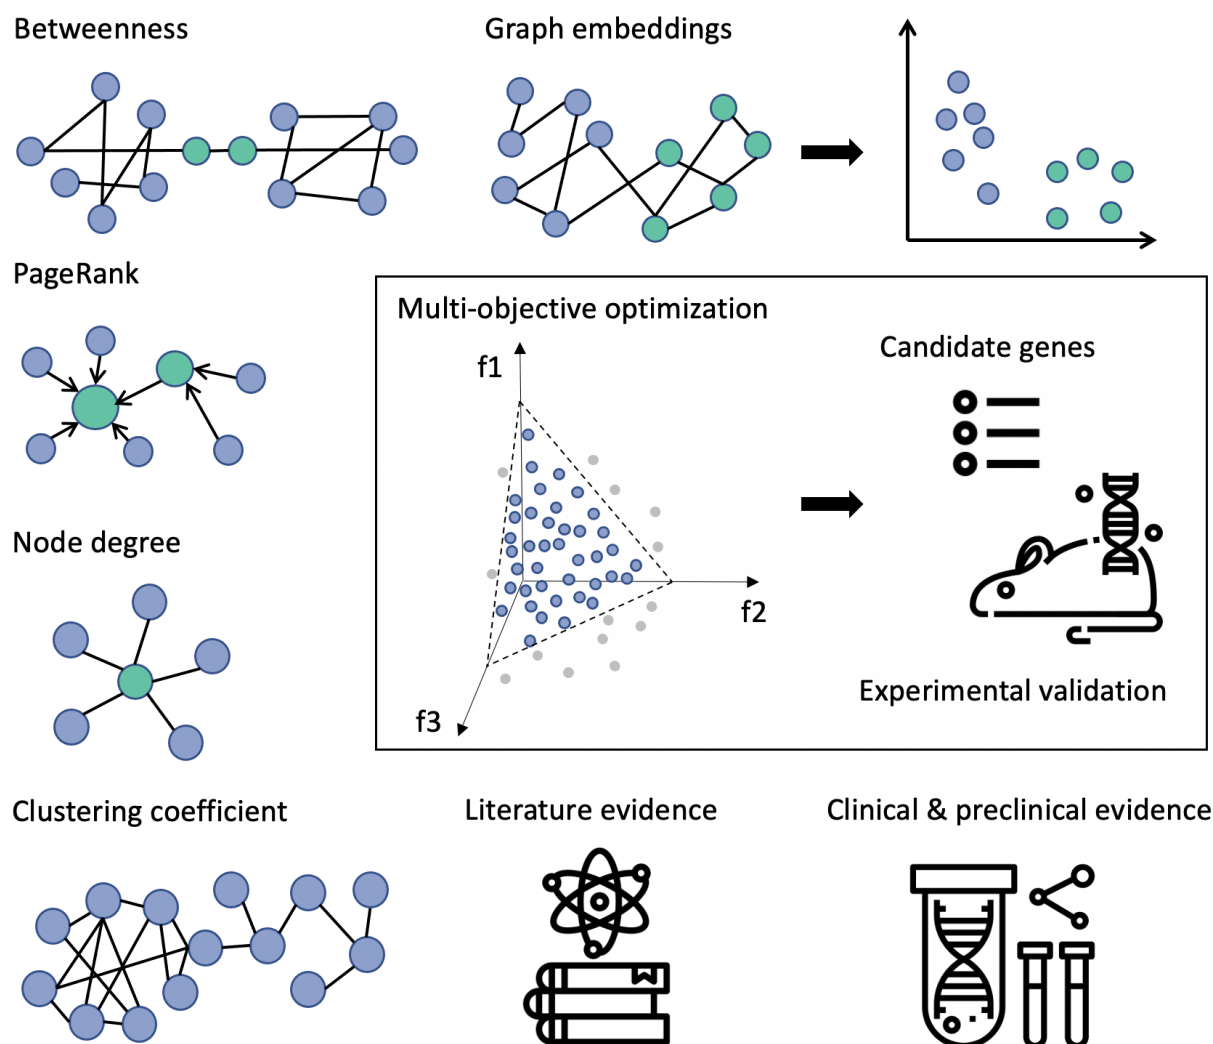 Betweenness
Graph embeddings
PageRank
Multi-objective optimization
f1
f2
f3
Candidate genes
Experimental validation
Node degree
Clustering coefficient
Literature evidence
Clinical & preclinical evidence